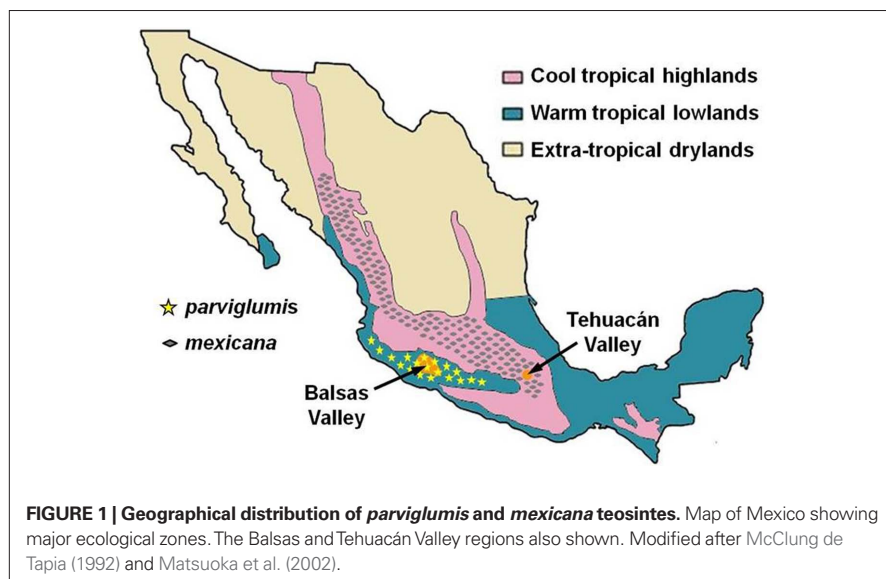 Cool tropical highlands
Warm tropical lowlands
Extra-tropical drylands
parviglumis
mexicana
Tehuacán
Valley
Balsas
Valley
FIGURE 1 | Geographical distribution of parviglumis and mexicana teosintes. Map of Mexico showing
major ecological zones. The Balsas and Tehuacán Valley regions also shown. Modified after McClung de
Tapia (1992) and Matsuoka et al. (2002).